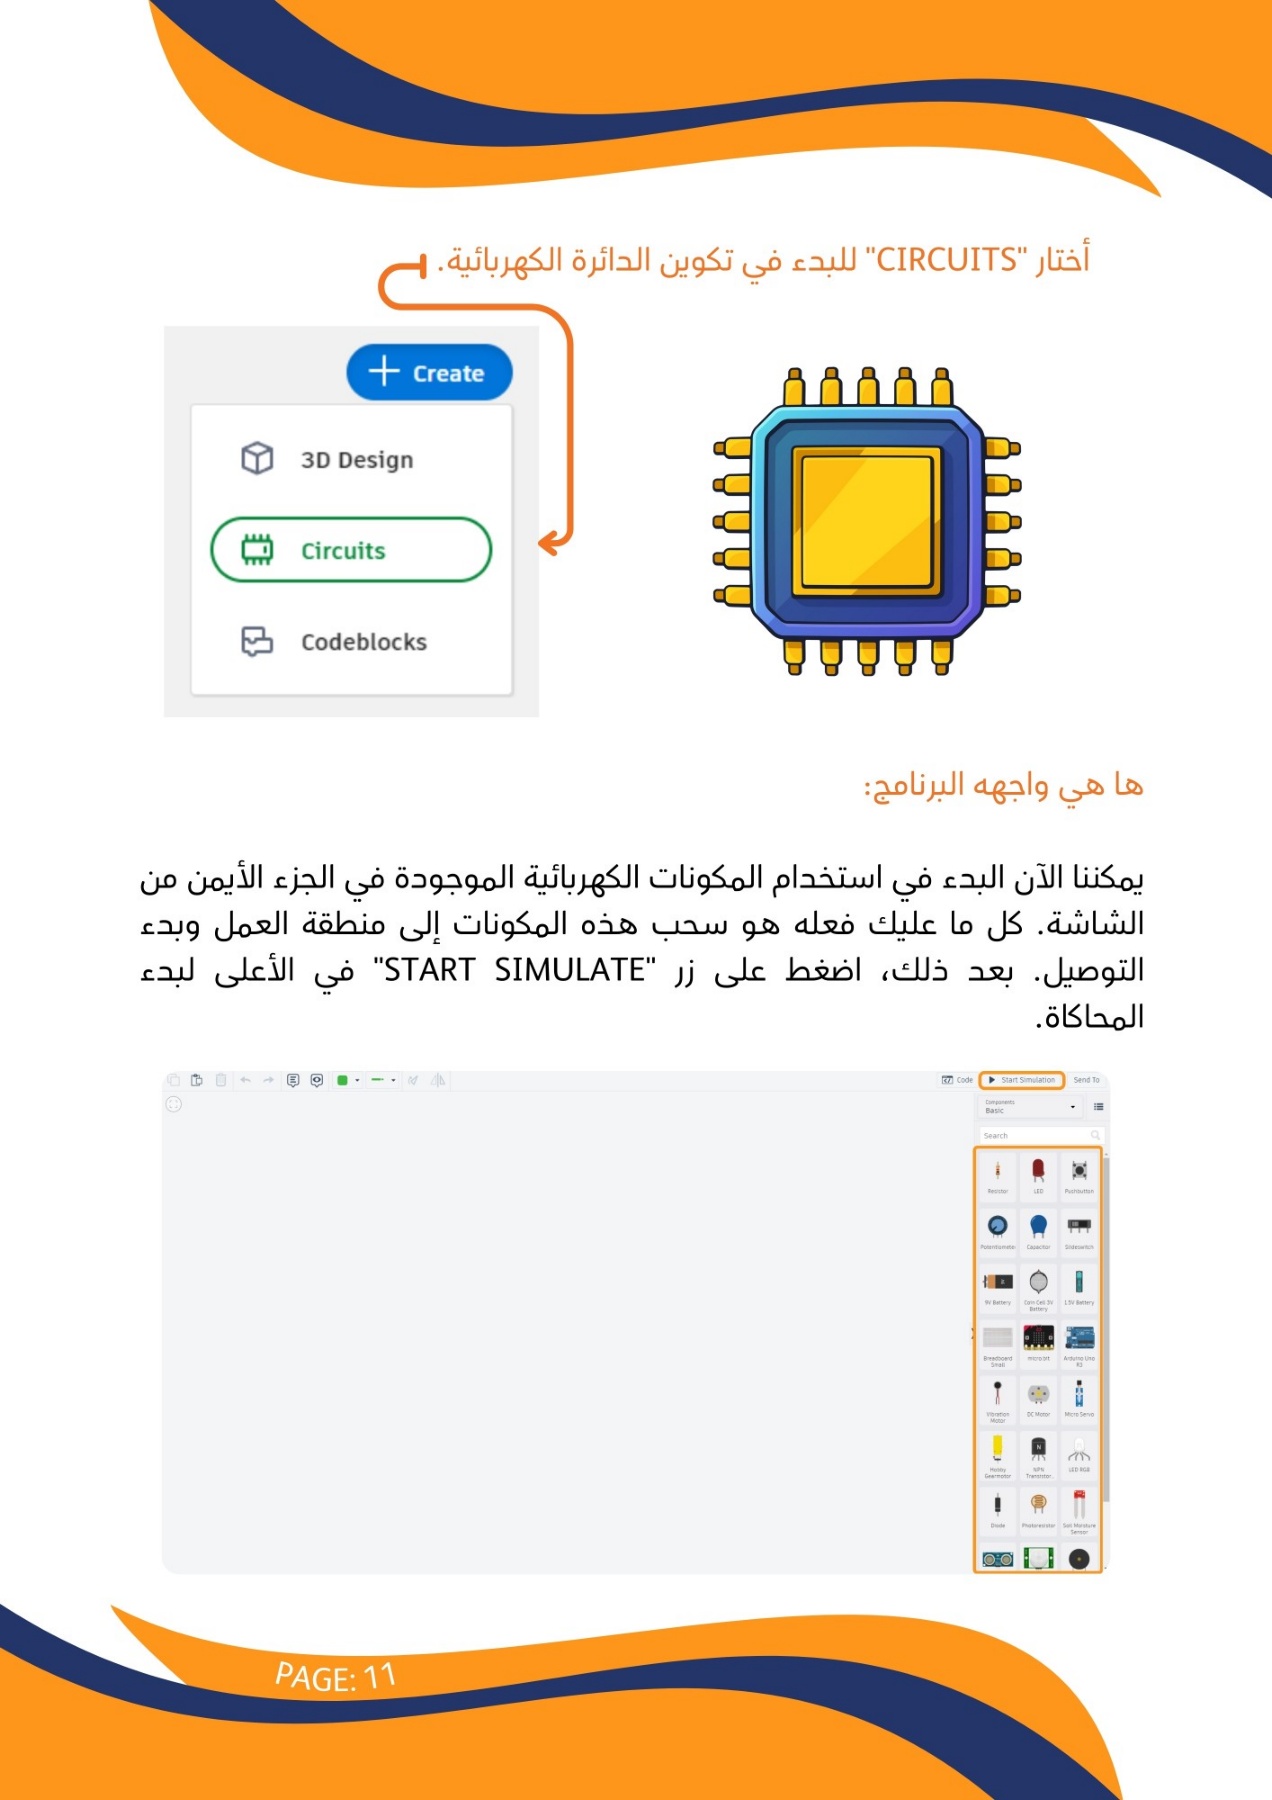 أختار "CIRCUITS" للبدء في تكوين الدائرة الكهربائية.
Create
3D Design
Circuits
Codeblocks
ها هي واجهه البرنامج:
يمكننا الآن البدء في استخدام المكونات الكهربائية الموجودة في الجزء الأيمن من
الشاشة. كل ما عليك فعله هو سحب هذه المكونات إلى منطقة العمل وبدء
التوصيل. بعد ذلك، اضغط على زر "START SIMULATE" في الأعلى لبدء
المحاكاة.
Code
Start Simulation
Send To
Components
Basic
Search
Resistor
LED
Pushbutton
Potentiometer
Capacitor
Slideswitch
9V Battery
Coin Cell 3V
Battery
1.5V Battery
Breadboard
Small
micro:bit
Arduino Uno
R3
Vibration
Motor
DC Motor
Micro Servo
Hobby
Gearmotor
NPN
Transistor...
LED RGB
Diode
Photoresistor
Soil Moisture
Sensor
PAGE: 11